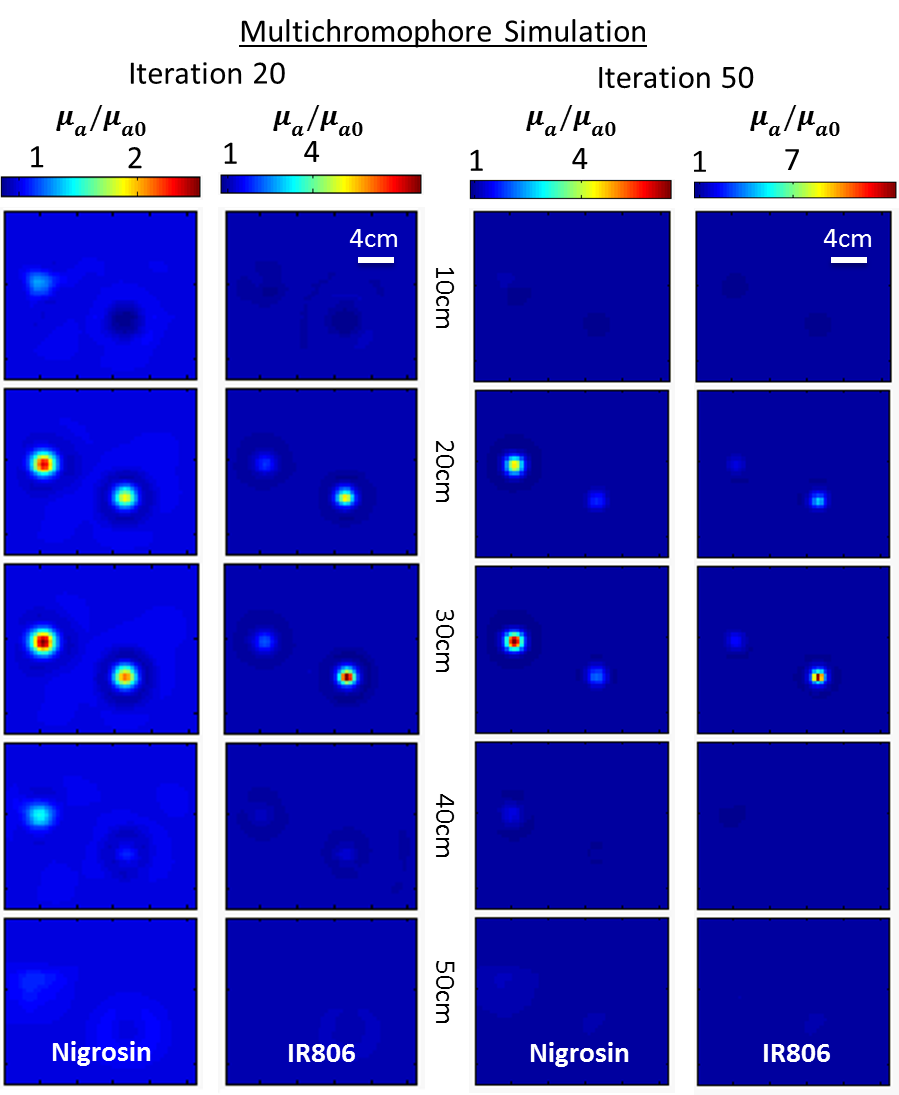 Multichromophore Simulation
Iteration 20
Iteration 50
μa/μa0
μa/μa0
μa/μa0
μa/μa0
1 2
1 4
1 4
1 7
4cm
4cm
10cm
20cm
30cm
40cm
50cm
Nigrosin
IR806
Nigrosin
IR806